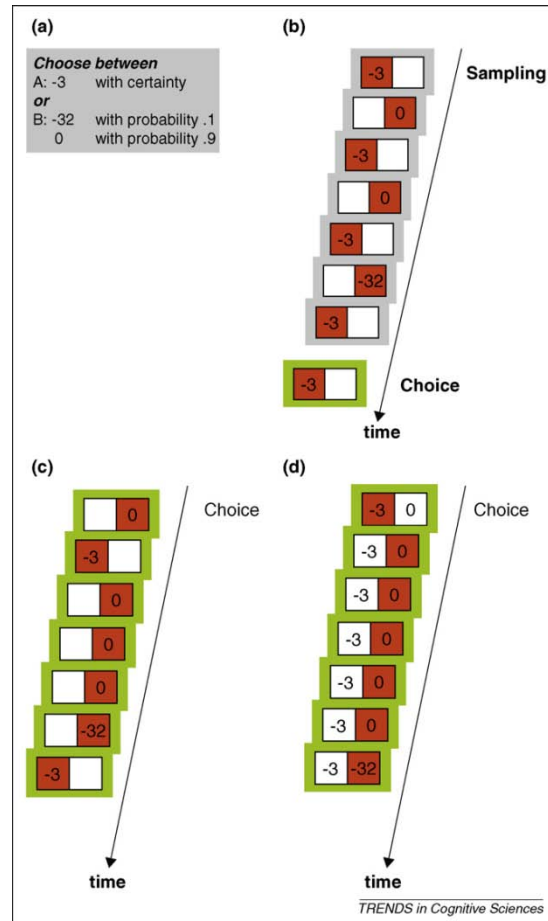 (a)
Choose between
A: -3 with certainty
or
B: -32 with probability .1
0 with probability .9
(b)
Sampling
-3
0
-3
0
-3
-32
-3
-3
Choice
time
(c)
Choice
0
-3
0
0
0
-32
-3
time
(d)
Choice
-3 0
-3 0
-3 0
-3 0
-3 0
-3 0
-3 -32
time
TRENDS in Cognitive Sciences